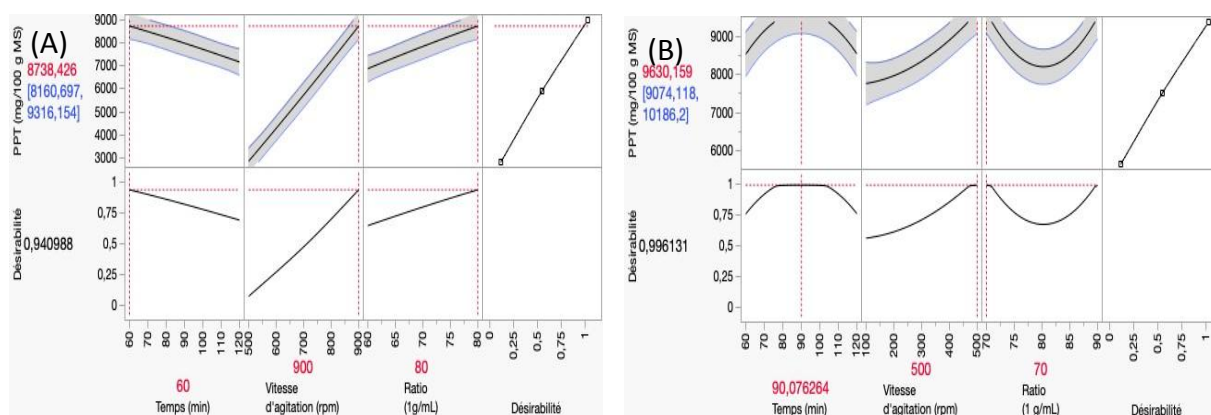 (A)
PPT (mg/100 g MS)
8738,426
[8160,697,
9316,154]
9000
8000
7000
6000
5000
4000
3000
Désirabilité
0,940988
1
0,75
0,5
0,25
0
60 70 80 90 100 110 120
500 600 700 800 900
60 65 70 75 80
0 0,25 0,5 0,75 1
60
Temps (min)
900
Vitesse
d'agitation (rpm)
80
Ratio
(1g/mL)
Désirabilité
(B)
PPT (mg/100 g MS)
9630,159
[9074,118,
10186,2]
9000
8000
7000
6000
Désirabilité
0,996131
1
0,75
0,5
0,25
0
60 70 80 90 100 110 120
100 200 300 400 500
70 75 80 85 90
0 0,25 0,5 0,75 1
90,076264
Temps (min)
500
Vitesse
d'agitation (rpm)
70
Ratio
(1 g/mL)
Désirabilité